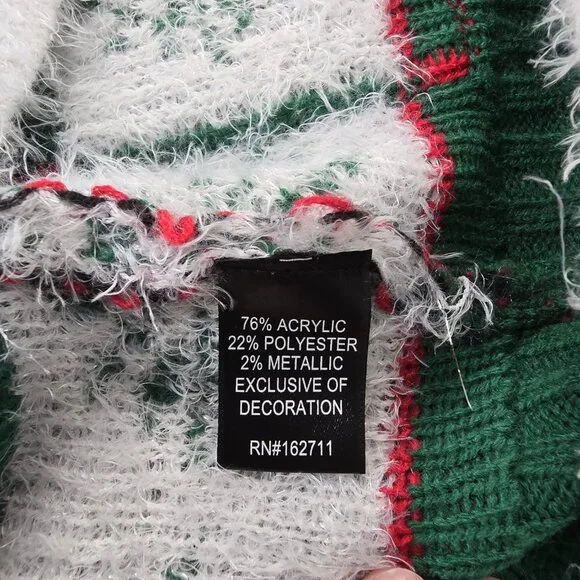 76% ACRYLIC
22% POLYESTER
2% METALLIC
EXCLUSIVE OF
DECORATION
RN#162711